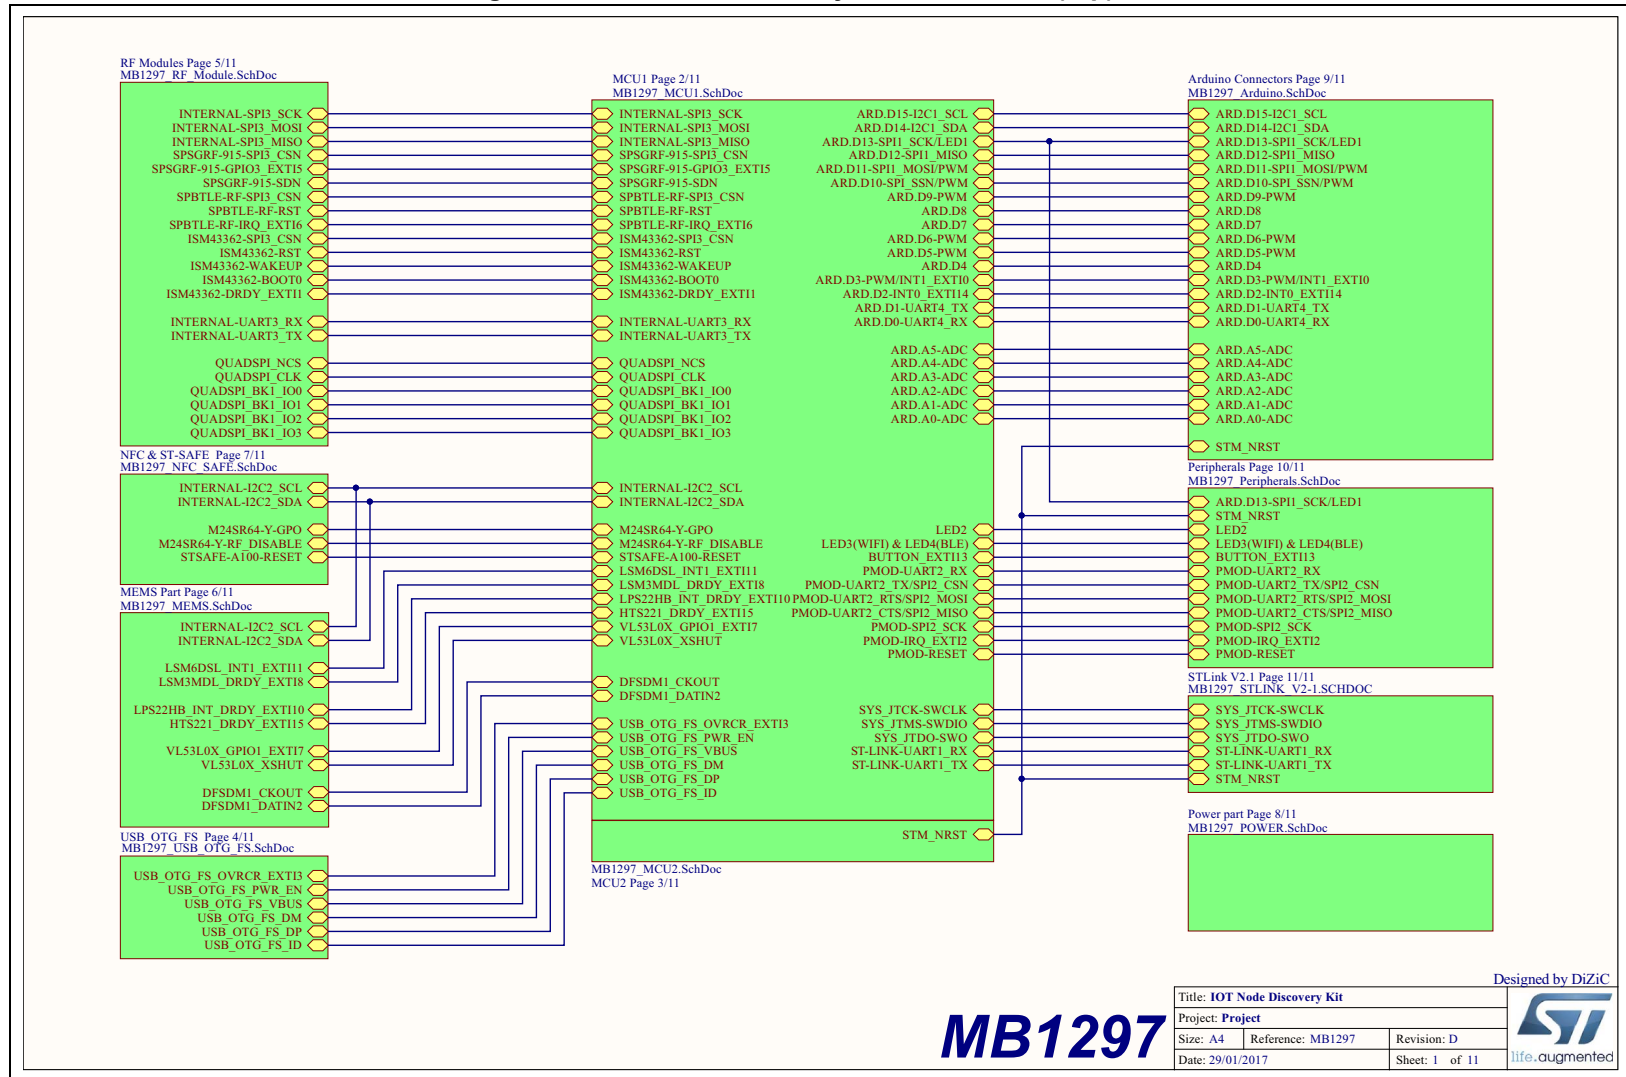 RF Modules Page 5/11
MB1297_RF_Module.SchDoc
INTERNAL-SPI3_SCK
INTERNAL-SPI3_MOSI
INTERNAL-SPI3_MISO
SPSGRF-915-SPI3_CSN
SPSGRF-915-GPIO3_EXTI5
SPSGRF-915-SDN
SPBTLE-RF-SPI3_CSN
SPBTLE-RF-RST
SPBTLE-RF-IRQ_EXTI6
ISM43362-SPI3_CSN
ISM43362-RST
ISM43362-WAKEUP
ISM43362-BOOT0
ISM43362-DRDY_EXTI1
INTERNAL-UART3_RX
INTERNAL-UART3_TX
QUADSPI_NCS
QUADSPI_CLK
QUADSPI_BK1_IO0
QUADSPI_BK1_IO1
QUADSPI_BK1_IO2
QUADSPI_BK1_IO3
NFC & ST-SAFE Page 7/11
MB1297_NFC_SAFE.SchDoc
INTERNAL-I2C2_SCL
INTERNAL-I2C2_SDA
M24SR64-Y-GPO
M24SR64-Y-RF_DISABLE
STSAFE-A100-RESET
MEMS Part Page 6/11
MB1297_MEMS.SchDoc
INTERNAL-I2C2_SCL
INTERNAL-I2C2_SDA
LSM6DSL_INT1_EXTI11
LSM3MDL_DRDY_EXTI8
LPS22HB_INT_DRDY_EXTI10
HTS221_DRDY_EXTI15
VL53L0X_GPIO1_EXTI7
VL53L0X_XSHUT
DFSDM1_CKOUT
DFSDM1_DATIN2
USB_OTG_FS Page 4/11
MB1297_USB_OTG_FS.SchDoc
USB_OTG_FS_OVRCR_EXTI3
USB_OTG_FS_PWR_EN
USB_OTG_FS_VBUS
USB_OTG_FS_DM
USB_OTG_FS_DP
USB_OTG_FS_ID
MCU1 Page 2/11
MB1297_MCU1.SchDoc
INTERNAL-SPI3_SCK
INTERNAL-SPI3_MOSI
INTERNAL-SPI3_MISO
SPSGRF-915-SPI3_CSN
SPSGRF-915-GPIO3_EXTI5
SPSGRF-915-SDN
SPBTLE-RF-SPI3_CSN
SPBTLE-RF-RST
SPBTLE-RF-IRQ_EXTI6
ISM43362-SPI3_CSN
ISM43362-RST
ISM43362-WAKEUP
ISM43362-BOOT0
ISM43362-DRDY_EXTI1
INTERNAL-UART3_RX
INTERNAL-UART3_TX
QUADSPI_NCS
QUADSPI_CLK
QUADSPI_BK1_IO0
QUADSPI_BK1_IO1
QUADSPI_BK1_IO2
QUADSPI_BK1_IO3
INTERNAL-I2C2_SCL
INTERNAL-I2C2_SDA
M24SR64-Y-GPO
M24SR64-Y-RF_DISABLE
STSAFE-A100-RESET
LSM6DSL_INT1_EXTI11
LSM3MDL_DRDY_EXTI8
LPS22HB_INT_DRDY_EXTI10
HTS221_DRDY_EXTI15
VL53L0X_GPIO1_EXTI7
VL53L0X_XSHUT
DFSDM1_CKOUT
DFSDM1_DATIN2
USB_OTG_FS_OVRCR_EXTI3
USB_OTG_FS_PWR_EN
USB_OTG_FS_VBUS
USB_OTG_FS_DM
USB_OTG_FS_DP
USB_OTG_FS_ID
ARD.D15-I2C1_SCL
ARD.D14-I2C1_SDA
ARD.D13-SPI1_SCK/LED1
ARD.D12-SPI1_MISO
ARD.D11-SPI1_MOSI/PWM
ARD.D10-SPI_SSN/PWM
ARD.D9-PWM
ARD.D8
ARD.D7
ARD.D6-PWM
ARD.D5-PWM
ARD.D4
ARD.D3-PWM/INT1_EXTI0
ARD.D2-INT0_EXTI14
ARD.D1-UART4_TX
ARD.D0-UART4_RX
ARD.A5-ADC
ARD.A4-ADC
ARD.A3-ADC
ARD.A2-ADC
ARD.A1-ADC
ARD.A0-ADC
LED2
LED3(WIFI) & LED4(BLE)
BUTTON_EXTI13
PMOD-UART2_RX
PMOD-UART2_TX/SPI2_CSN
PMOD-UART2_RTS/SPI2_MOSI
PMOD-UART2_CTS/SPI2_MISO
PMOD-SPI2_SCK
PMOD-IRQ_EXTI2
PMOD-RESET
SYS_JTCK-SWCLK
SYS_JTMS-SWDIO
SYS_JTDO-SWO
ST-LINK-UART1_RX
ST-LINK-UART1_TX
STM_NRST
MB1297_MCU2.SchDoc
MCU2 Page 3/11
Arduino Connectors Page 9/11
MB1297_Arduino.SchDoc
ARD.D15-I2C1_SCL
ARD.D14-I2C1_SDA
ARD.D13-SPI1_SCK/LED1
ARD.D12-SPI1_MISO
ARD.D11-SPI1_MOSI/PWM
ARD.D10-SPI_SSN/PWM
ARD.D9-PWM
ARD.D8
ARD.D7
ARD.D6-PWM
ARD.D5-PWM
ARD.D4
ARD.D3-PWM/INT1_EXTI0
ARD.D2-INT0_EXTI14
ARD.D1-UART4_TX
ARD.D0-UART4_RX
ARD.A5-ADC
ARD.A4-ADC
ARD.A3-ADC
ARD.A2-ADC
ARD.A1-ADC
ARD.A0-ADC
STM_NRST
Peripherals Page 10/11
MB1297_Peripherals.SchDoc
ARD.D13-SPI1_SCK/LED1
STM_NRST
LED2
LED3(WIFI) & LED4(BLE)
BUTTON_EXTI13
PMOD-UART2_RX
PMOD-UART2_TX/SPI2_CSN
PMOD-UART2_RTS/SPI2_MOSI
PMOD-UART2_CTS/SPI2_MISO
PMOD-SPI2_SCK
PMOD-IRQ_EXTI2
PMOD-RESET
STLink V2.1 Page 11/11
MB1297_STLINK_V2-1.SCHDOC
SYS_JTCK-SWCLK
SYS_JTMS-SWDIO
SYS_JTDO-SWO
ST-LINK-UART1_RX
ST-LINK-UART1_TX
STM_NRST
Power part Page 8/11
MB1297_POWER.SchDoc
Designed by DiZiC
MB1297
Title: IOT Node Discovery Kit
Project: Project
Size: A4 Reference: MB1297 Revision: D
Date: 29/01/2017 Sheet: 1 of 11
ST
life.augmented